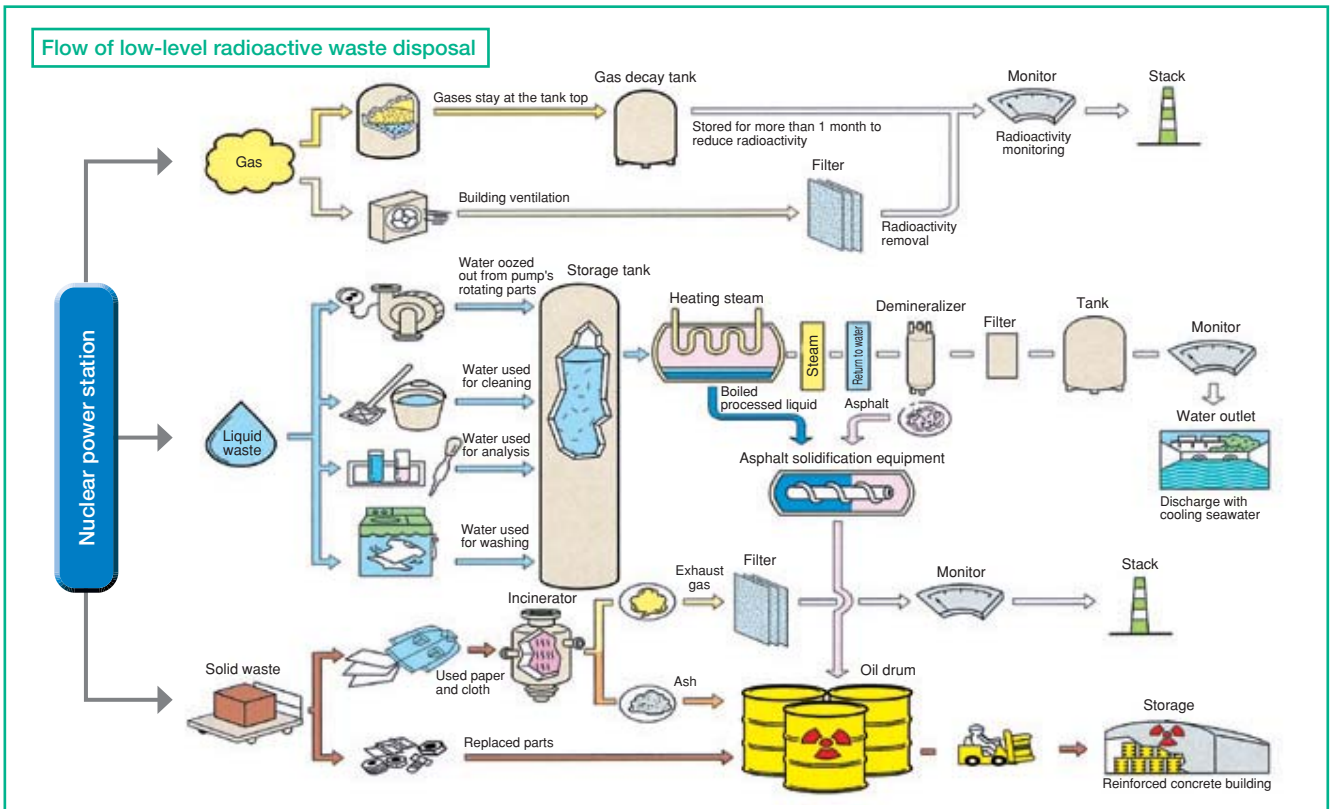 Flow of low-level radioactive waste disposal
Nuclear power station
Gas
Gases stay at the tank top
Gas decay tank
Stored for more than 1 month to
reduce radioactivity
Monitor
Radioactivity
monitoring
Stack
Building ventilation
Filter
Radioactivity
removal
Liquid
waste
Water oozed
out from pump's
rotating parts
Water used
for cleaning
Water used
for analysis
Water used
for washing
Storage tank
Heating steam
Steam
Return to water
Demineralizer
Filter
Tank
Monitor
Boiled
processed liquid
Asphalt
Water outlet
Discharge with
cooling seawater
Asphalt solidification equipment
Solid waste
Used paper
and cloth
Incinerator
Exhaust
gas
Filter
Monitor
Stack
Ash
Replaced parts
Oil drum
Storage
Reinforced concrete building